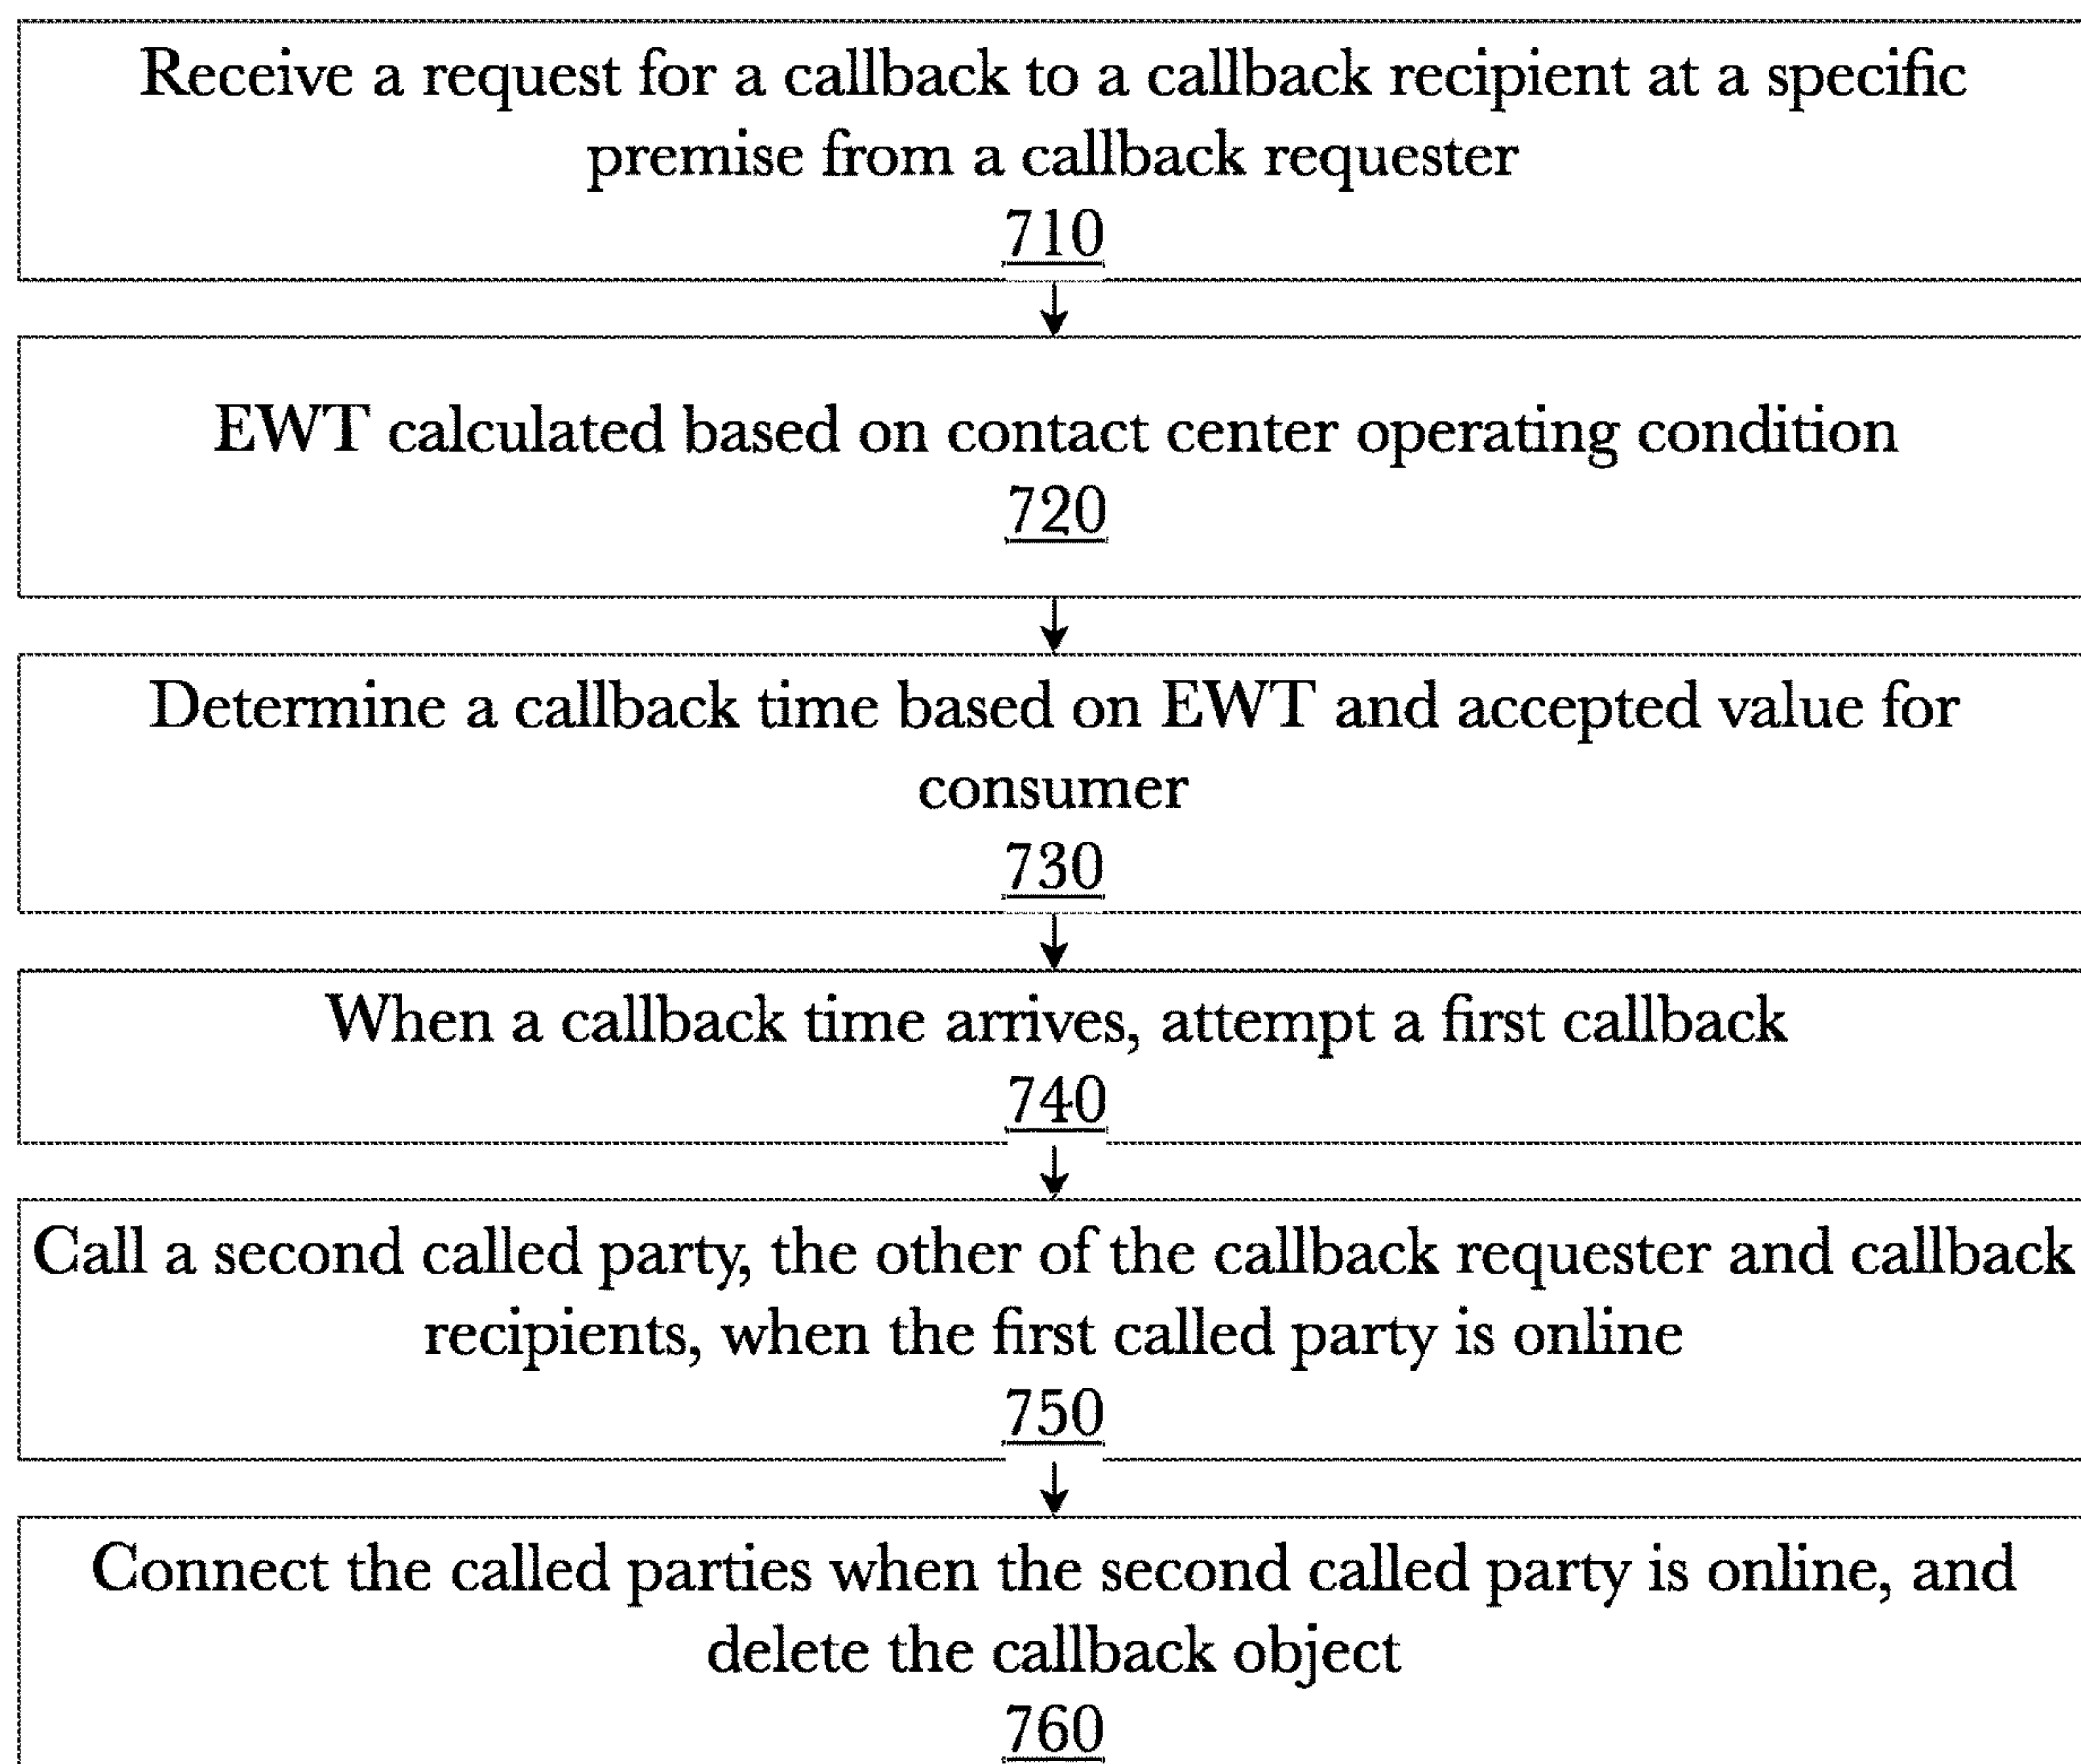 Receive a request for a callback to a callback recipient at a specific
premise from a callback requester
710
EWT calculated based on contact center operating condition
720
Determine a callback time based on EWT and accepted value for
consumer
730
When a callback time arrives, attempt a first callback
740
Call a second called party, the other of the callback requester and callback
recipients, when the first called party is online
750
Connect the called parties when the second called party is online, and
delete the callback object
760